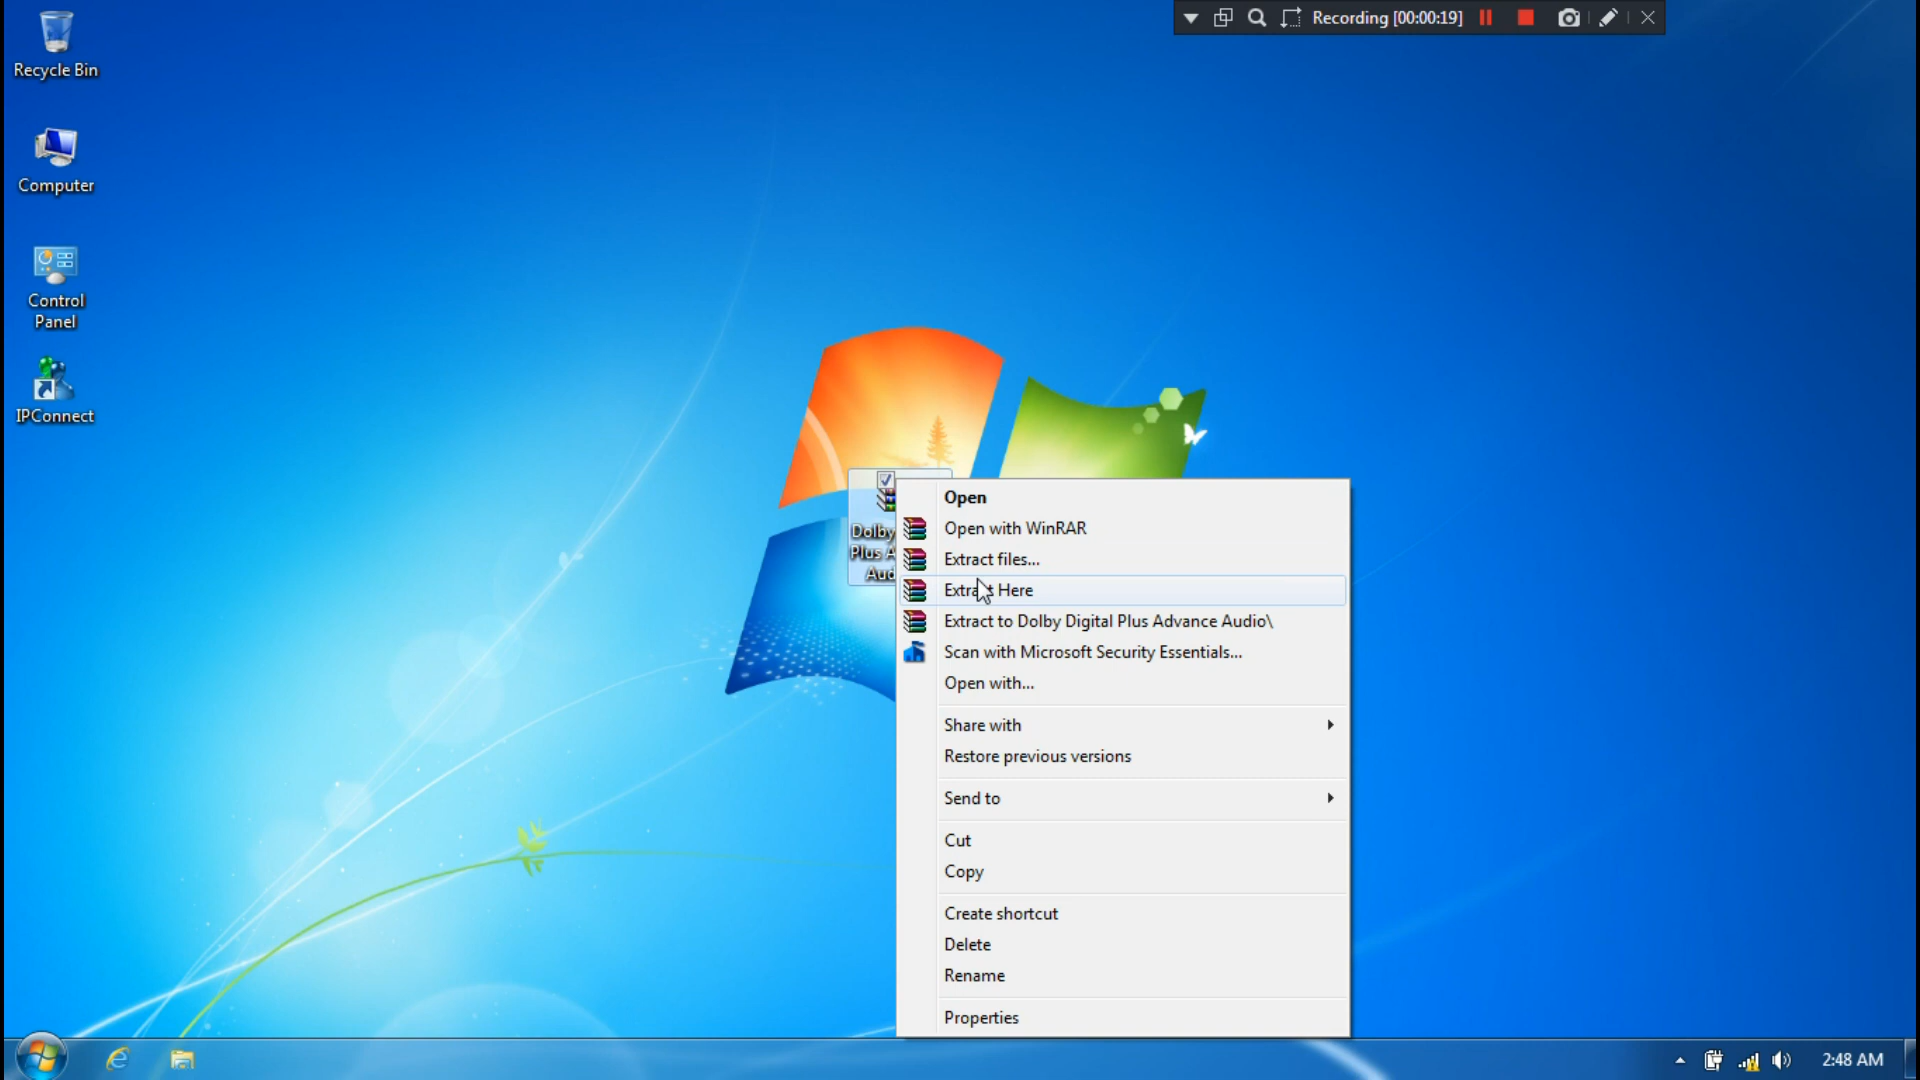 Recording [00:00:19]
Recycle Bin
Computer
Control
Panel
IPConnect
Dolby
Plus A
Aud
Open
Open with WinRAR
Extract files...
Extract Here
Extract to Dolby Digital Plus Advance Audio\
Scan with Microsoft Security Essentials...
Open with...
Share with
Restore previous versions
Send to
Cut
Copy
Create shortcut
Delete
Rename
Properties
2:48 AM